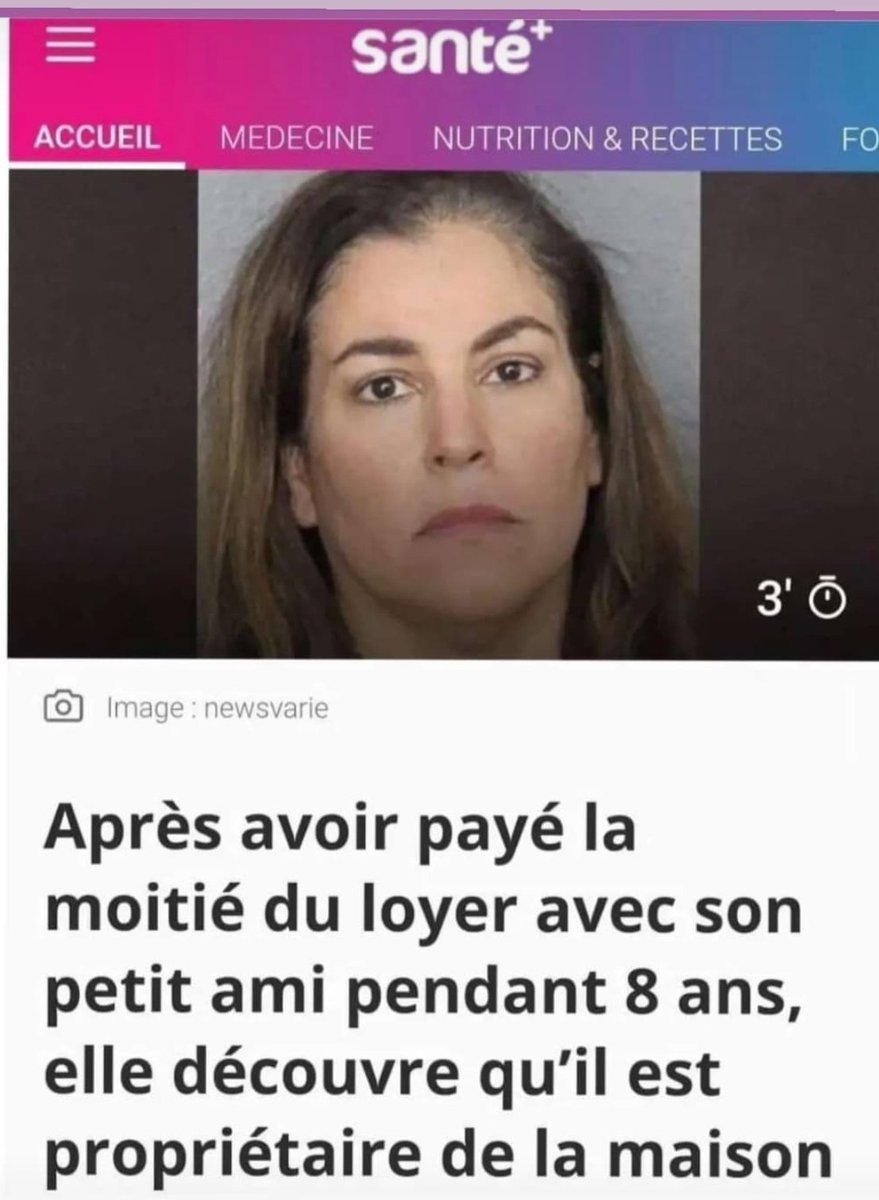 santé+
ACCUEIL MEDECINE NUTRITION & RECETTES FO
3'
Image : newsvarie
Après avoir payé la
moitié du loyer avec son
petit ami pendant 8 ans,
elle découvre qu’il est
propriétaire de la maison